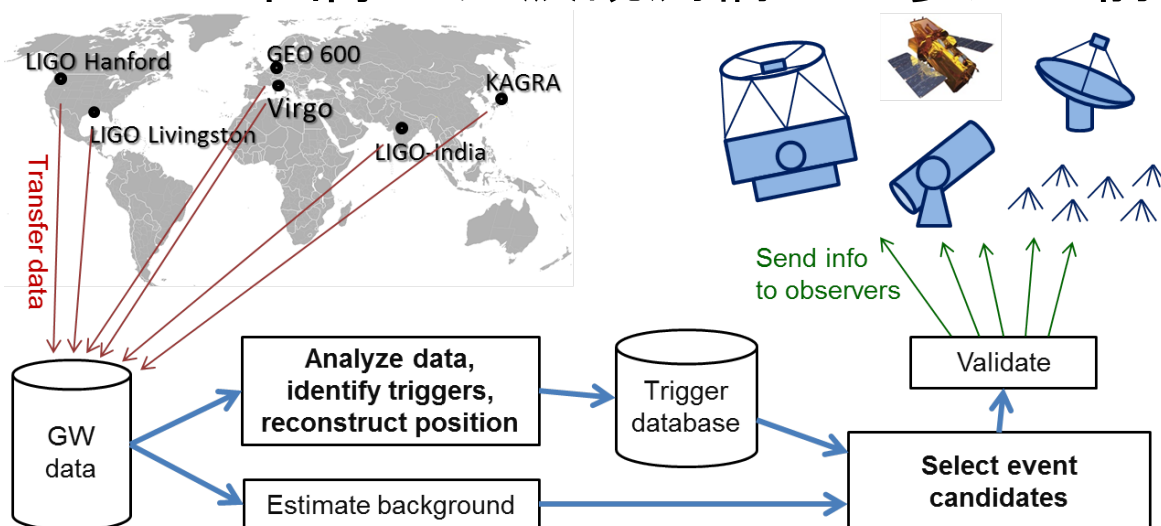 LIGO Hanford
GEO 600
KAGRA
Virgo
LIGO Livingston
LIGO-India
Transfer data
Send info
to observers
Analyze data,
identify triggers,
reconstruct position
Trigger
database
Validate
GW
data
Select event
candidates
Estimate background